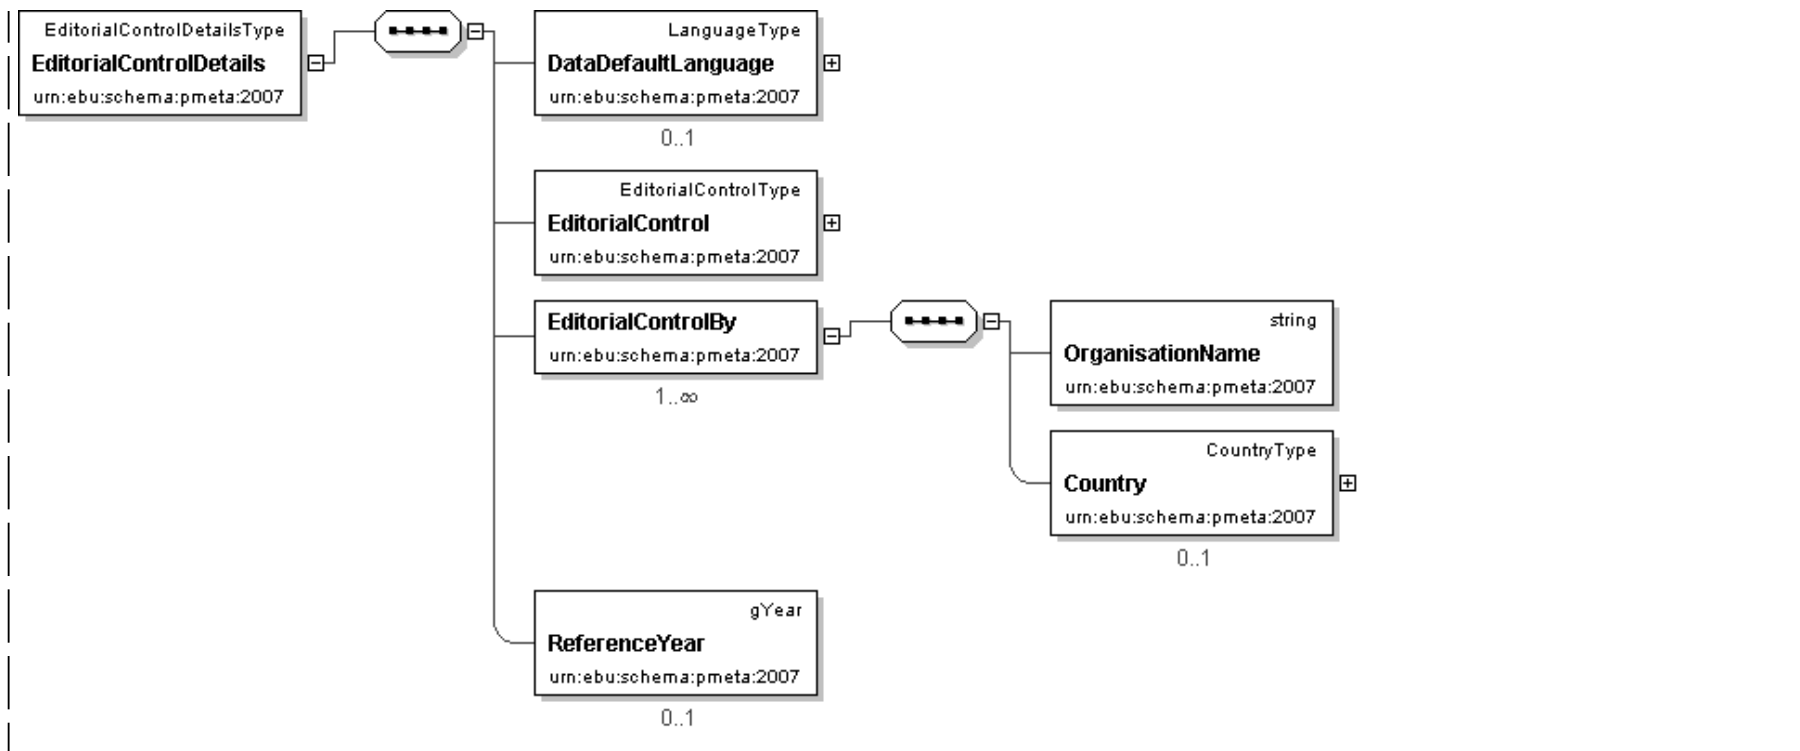 EditorialControlDetailsType
EditorialControlDetails
urn:ebu:schema:pmeta:2007
LanguageType
DataDefaultLanguage
urn:ebu:schema:pmeta:2007
0..1
EditorialControlType
EditorialControl
urn:ebu:schema:pmeta:2007
EditorialControlBy
urn:ebu:schema:pmeta:2007
1..∞
string
OrganisationName
urn:ebu:schema:pmeta:2007
CountryType
Country
urn:ebu:schema:pmeta:2007
0..1
gYear
ReferenceYear
urn:ebu:schema:pmeta:2007
0..1